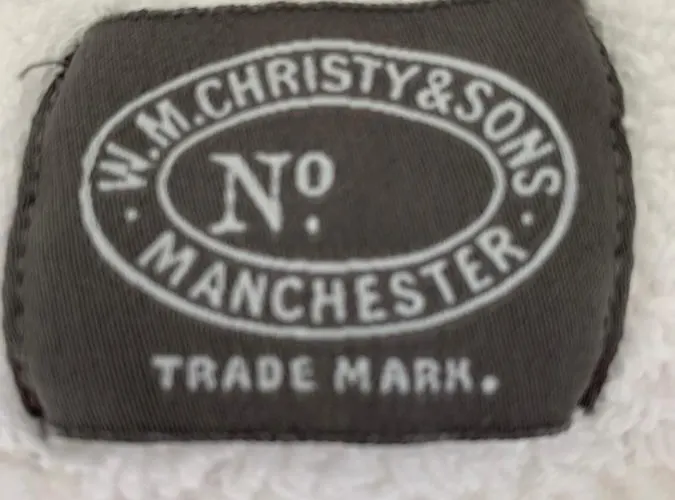 W.M.CHRISTY&SONS
Nº.
· MANCHESTER ·
TRADE MARK.